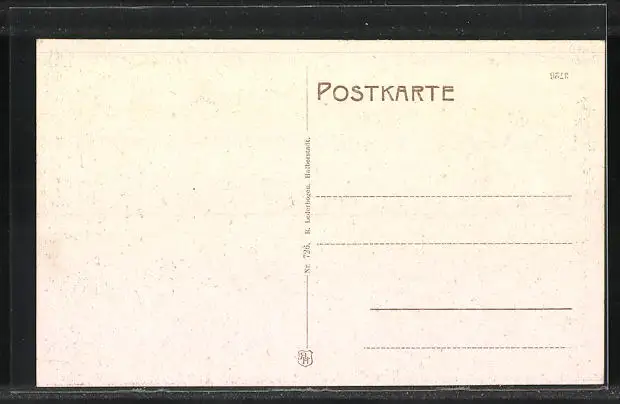 POSTKARTE
Nr. 726. R. Lederbogen, Halberstadt.